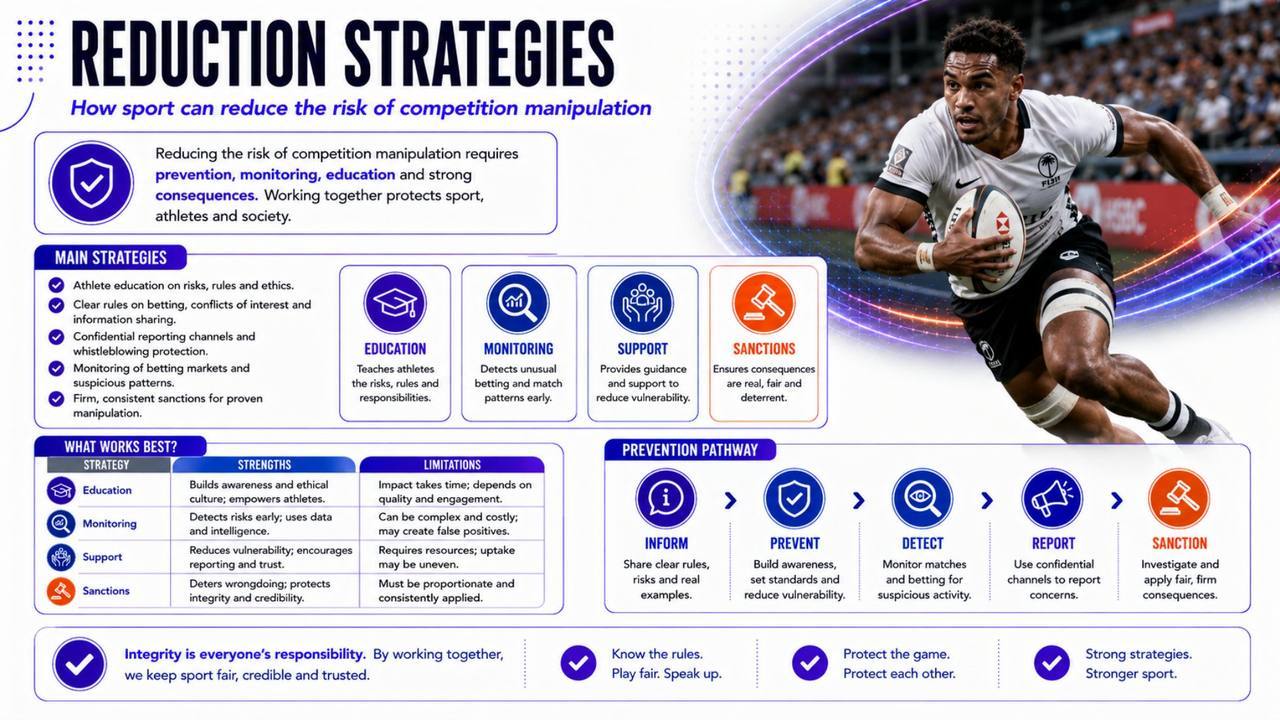 REDUCTION STRATEGIES
How sport can reduce the risk of competition manipulation
Reducing the risk of competition manipulation requires
prevention, monitoring, education and strong
consequences. Working together protects sport,
athletes and society.
MAIN STRATEGIES
Athlete education on risks, rules and ethics.
Clear rules on betting, conflicts of interest and
information sharing.
Confidential reporting channels and
whistleblowing protection.
Monitoring of betting markets and
suspicious patterns.
Firm, consistent sanctions for proven
manipulation.
EDUCATION
Teaches athletes
the risks, rules and
responsibilities.
MONITORING
Detects unusual
betting and match
patterns early.
SUPPORT
Provides guidance
and support to
reduce vulnerability.
SANCTIONS
Ensures consequences
are real, fair and
deterrent.
FIJI
HSBC
WHAT WORKS BEST?
STRATEGY STRENGTHS LIMITATIONS
Education
Builds awareness and ethical
culture; empowers athletes.
Impact takes time; depends on
quality and engagement.
Monitoring
Detects risks early; uses data
and intelligence.
Can be complex and costly;
may create false positives.
Support
Reduces vulnerability; encourages
reporting and trust.
Requires resources; uptake
may be uneven.
Sanctions
Deters wrongdoing; protects
integrity and credibility.
Must be proportionate and
consistently applied.
PREVENTION PATHWAY
INFORM
Share clear rules,
risks and real
examples.
PREVENT
Build awareness,
set standards and
reduce vulnerability.
DETECT
Monitor matches
and betting for
suspicious activity.
REPORT
Use confidential
channels to report
concerns.
SANCTION
Investigate and
apply fair, firm
consequences.
Integrity is everyone's responsibility. By working together,
we keep sport fair, credible and trusted.
Know the rules.
Play fair. Speak up.
Protect the game.
Protect each other.
Strong strategies.
Stronger sport.